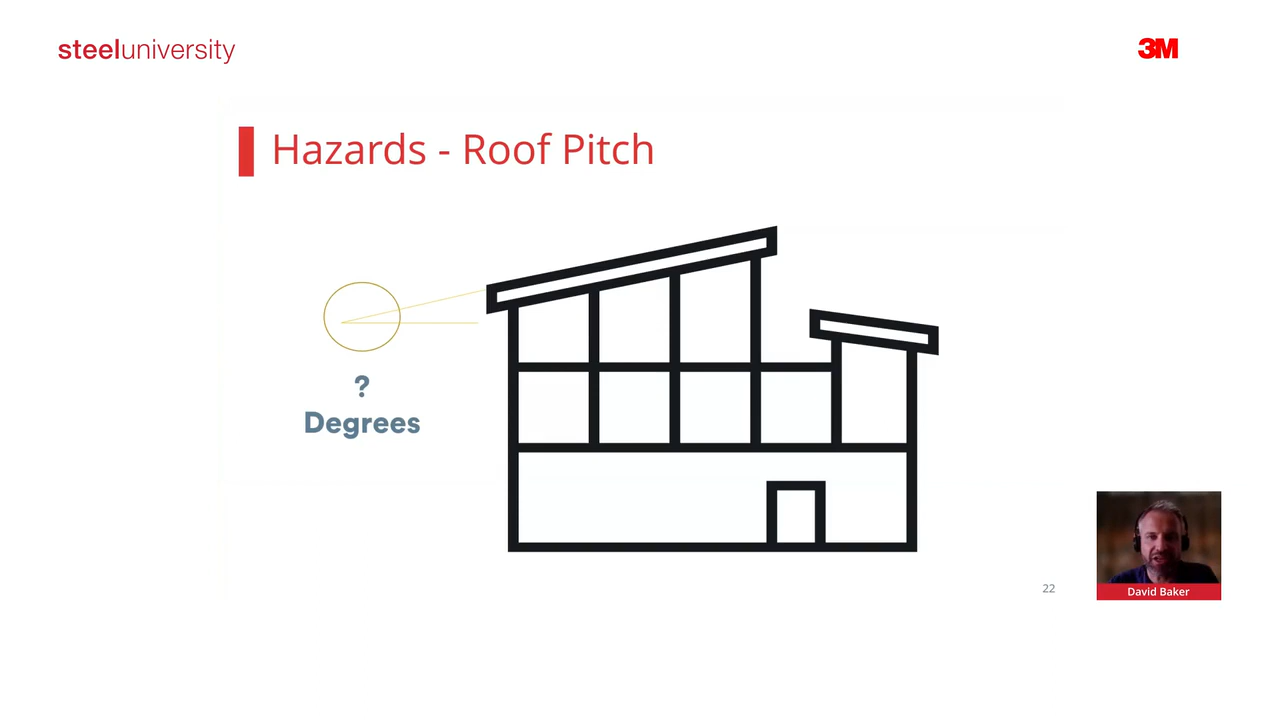 steeluniversity
3M
Hazards - Roof Pitch
?
Degrees
22
David Baker